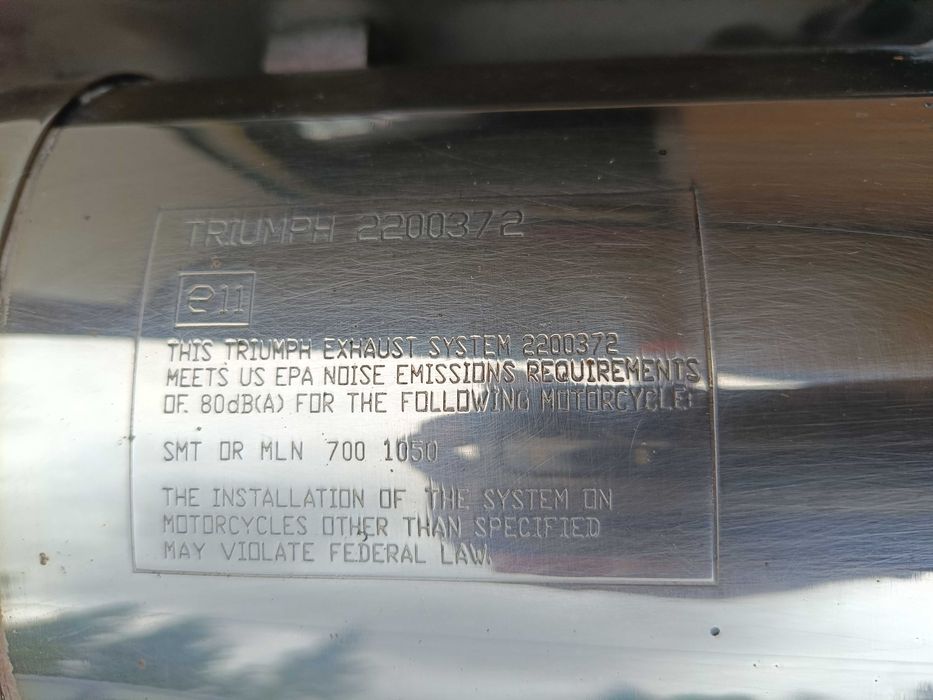 TRIUMPH 2200372
e11
THIS TRIUMPH EXHAUST SYSTEM 2200372
MEETS US EPA NOISE EMISSIONS REQUIREMENTS
OF. 80dB(A) FOR THE FOLLOWING MOTORCYCLE:
SMT OR MLN 700 1050
THE INSTALLATION OF THE SYSTEM ON
MOTORCYCLES OTHER THAN SPECIFIED
MAY VIOLATE FEDERAL LAW.